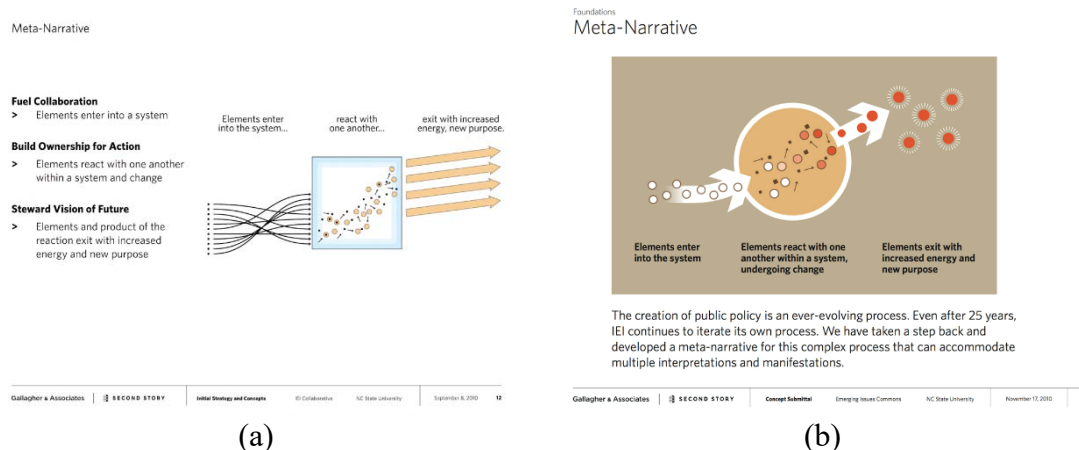 Meta-Narrative
Fuel Collaboration
> Elements enter into a system
Build Ownership for Action
> Elements react with one another
within a system and change
Steward Vision of Future
> Elements and product of the
reaction exit with increased
energy and new purpose
Elements enter
into the system...
react with
one another...
exit with increased
energy, new purpose.
Gallagher & Associates | SECOND STORY | Initial Strategy and Concepts ID Collaborative NC State University September 8, 2010 12
(a)
Foundations
Meta-Narrative
Elements enter
into the system
Elements react with one
another within a system,
undergoing change
Elements exit with
increased energy and
new purpose
The creation of public policy is an ever-evolving process. Even after 25 years,
IEI continues to iterate its own process. We have taken a step back and
developed a meta-narrative for this complex process that can accommodate
multiple interpretations and manifestations.
Gallagher & Associates | SECOND STORY | Concept Submittal Emerging Issues Commons NC State University November 17, 2010
(b)